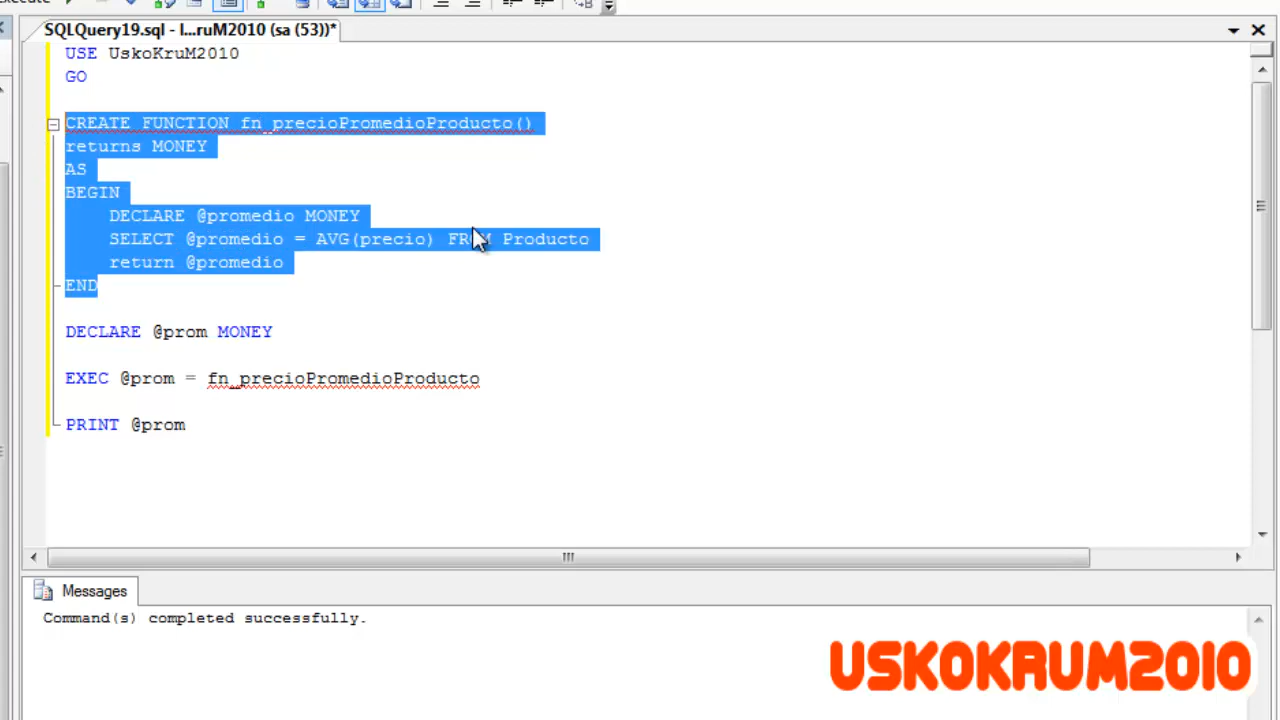 SQLQuery19.sql - l...ruM2010 (sa (53))*
USE UskoKruM2010
GO
CREATE FUNCTION fn_precioPromedioProducto()
returns MONEY
AS
BEGIN
DECLARE @promedio MONEY
SELECT @promedio = AVG(precio) FROM Producto
return @promedio
END
DECLARE @prom MONEY
EXEC @prom = fn_precioPromedioProducto
PRINT @prom
Messages
Command(s) completed successfully.
USKOKRUM2010